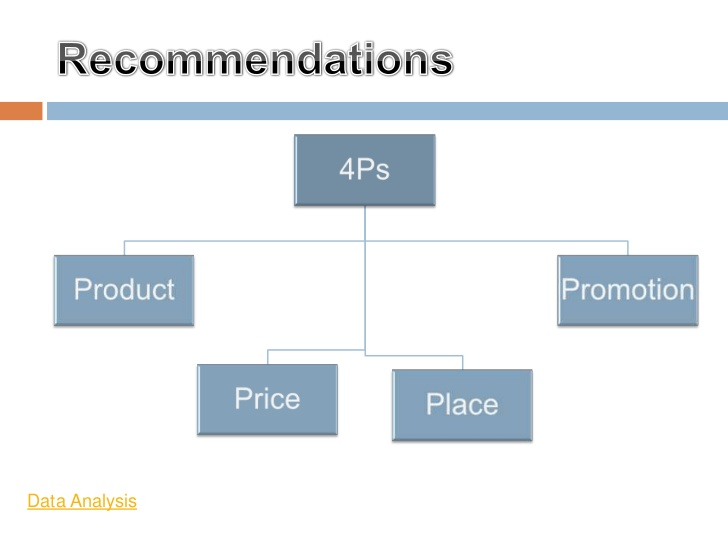 Recommendations
4Ps
Product
Promotion
Price
Place
Data Analysis